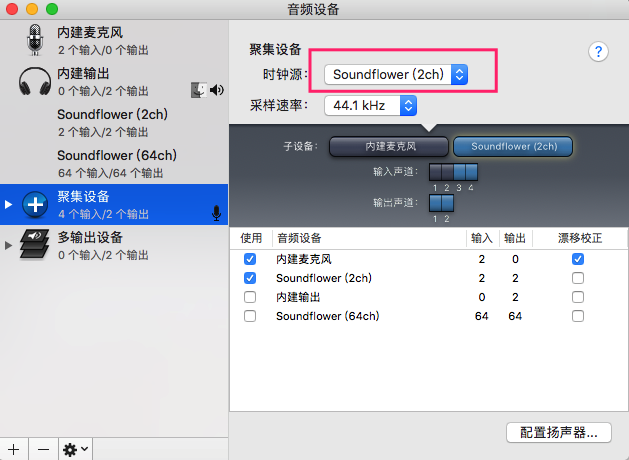 音频设备
内建麦克风
2 个输入/0 个输出
内建输出
0 个输入/2 个输出
Soundflower (2ch)
2 个输入/2 个输出
Soundflower (64ch)
64 个输入/64 个输出
聚集设备
4 个输入/2 个输出
多输出设备
0 个输入/2 个输出
聚集设备
?
时钟源： Soundflower (2ch)
采样速率： 44.1 kHz
子设备： 内建麦克风 Soundflower (2ch)
输入声道：
1 2 3 4
输出声道：
1 2
使用 音频设备 输入 输出 漂移校正
内建麦克风 2 0
Soundflower (2ch) 2 2
内建输出 0 2
Soundflower (64ch) 64 64
配置扬声器...